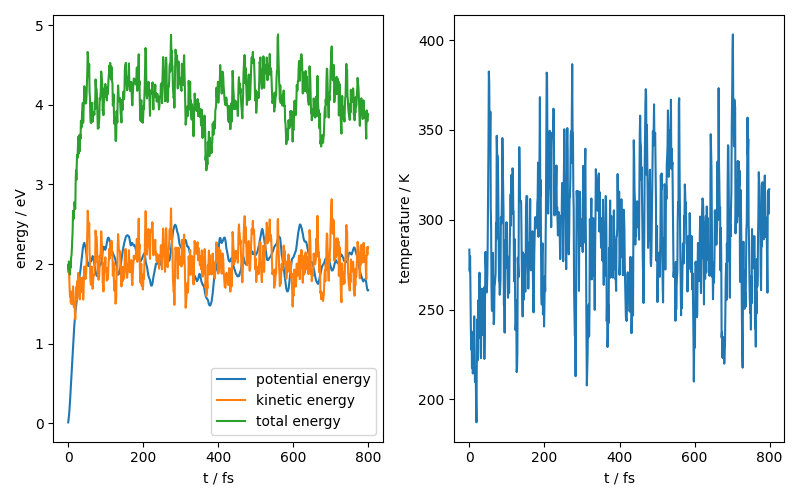 energy / eV
5
4
3
2
1
0
0 200 400 600 800
t / fs
potential energy
kinetic energy
total energy
temperature / K
400
350
300
250
200
0 200 400 600 800
t / fs